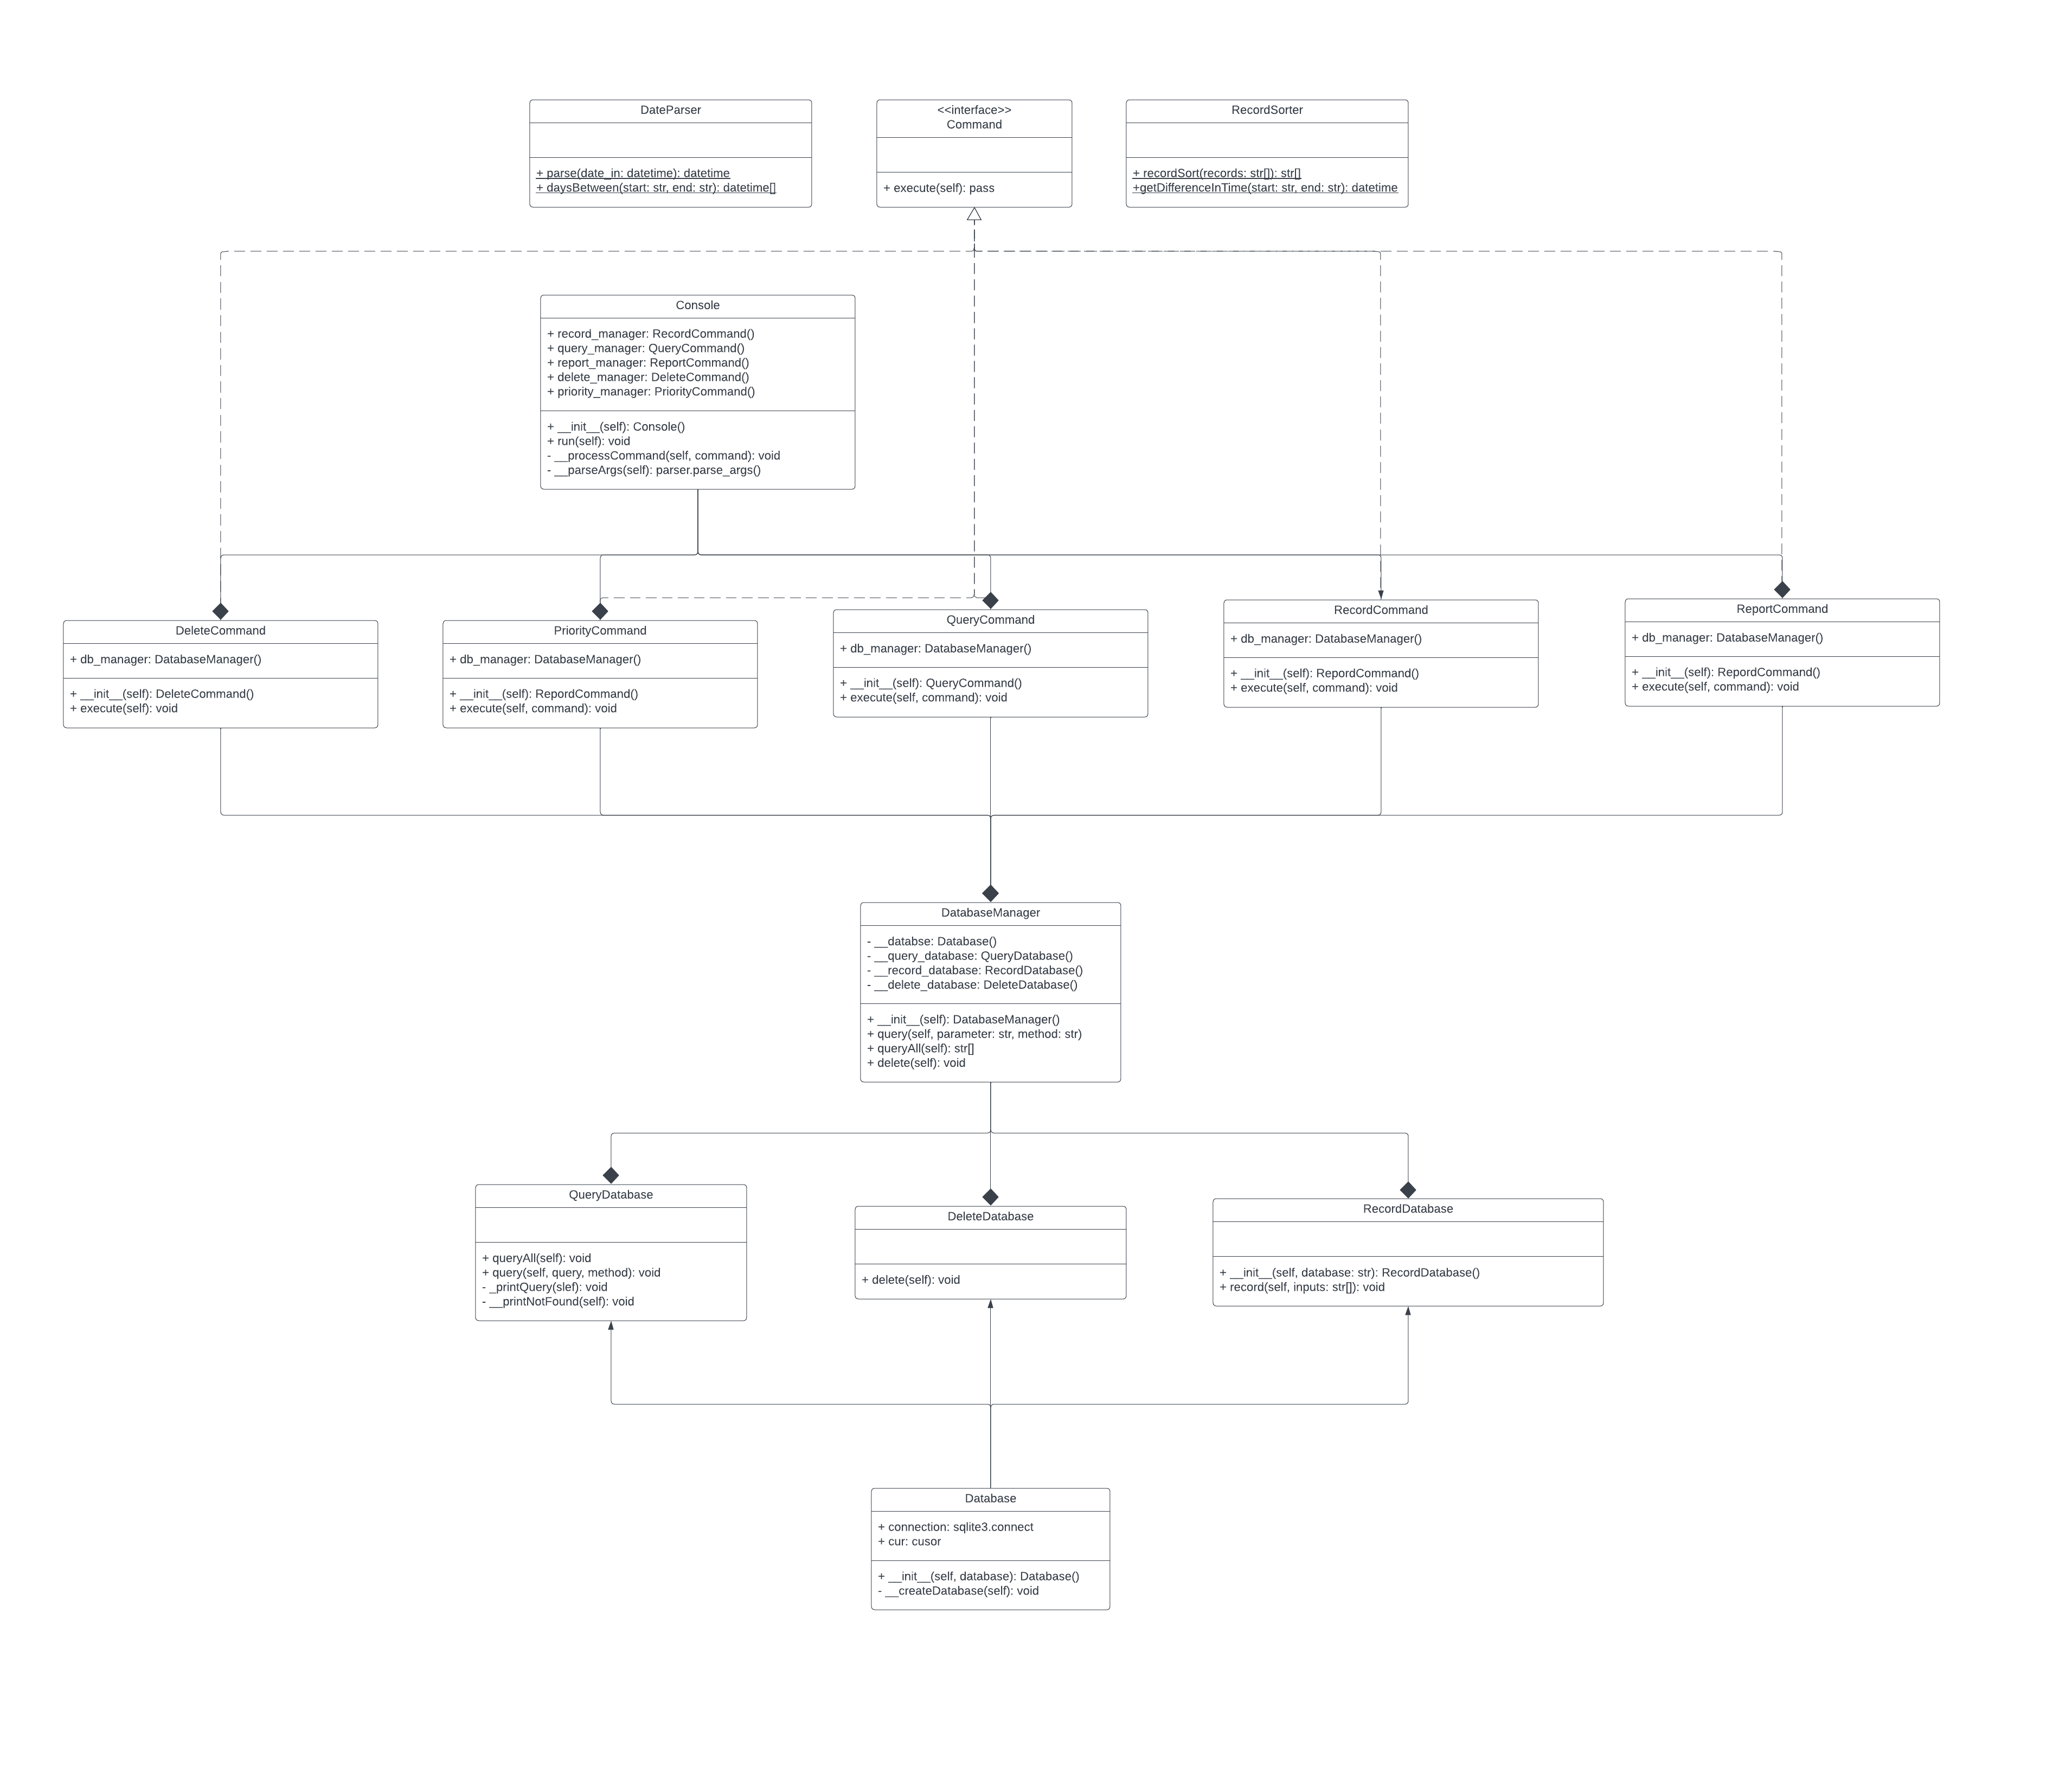 DateParser
+ parse(date_in: datetime): datetime
+ daysBetween(start: str, end: str): datetime[]
<<interface>>
Command
+ execute(self): pass
RecordSorter
+ recordSort(records: str[]): str[]
+getDifferenceInTime(start: str, end: str): datetime
Console
+ record_manager: RecordCommand()
+ query_manager: QueryCommand()
+ report_manager: ReportCommand()
+ delete_manager: DeleteCommand()
+ priority_manager: PriorityCommand()
+ __init__(self): Console()
+ run(self): void
- __processCommand(self, command): void
- __parseArgs(self): parser.parse_args()
DeleteCommand
+ db_manager: DatabaseManager()
+ __init__(self): DeleteCommand()
+ execute(self): void
PriorityCommand
+ db_manager: DatabaseManager()
+ __init__(self): RepordCommand()
+ execute(self, command): void
QueryCommand
+ db_manager: DatabaseManager()
+ __init__(self): QueryCommand()
+ execute(self, command): void
RecordCommand
+ db_manager: DatabaseManager()
+ __init__(self): RepordCommand()
+ execute(self, command): void
ReportCommand
+ db_manager: DatabaseManager()
+ __init__(self): RepordCommand()
+ execute(self, command): void
DatabaseManager
- __databse: Database()
- __query_database: QueryDatabase()
- __record_database: RecordDatabase()
- __delete_database: DeleteDatabase()
+ __init__(self): DatabaseManager()
+ query(self, parameter: str, method: str)
+ queryAll(self): str[]
+ delete(self): void
QueryDatabase
+ queryAll(self): void
+ query(self, query, method): void
- _printQuery(slef): void
- __printNotFound(self): void
DeleteDatabase
+ delete(self): void
RecordDatabase
+ __init__(self, database: str): RecordDatabase()
+ record(self, inputs: str[]): void
Database
+ connection: sqlite3.connect
+ cur: cusor
+ __init__(self, database): Database()
- __createDatabase(self): void